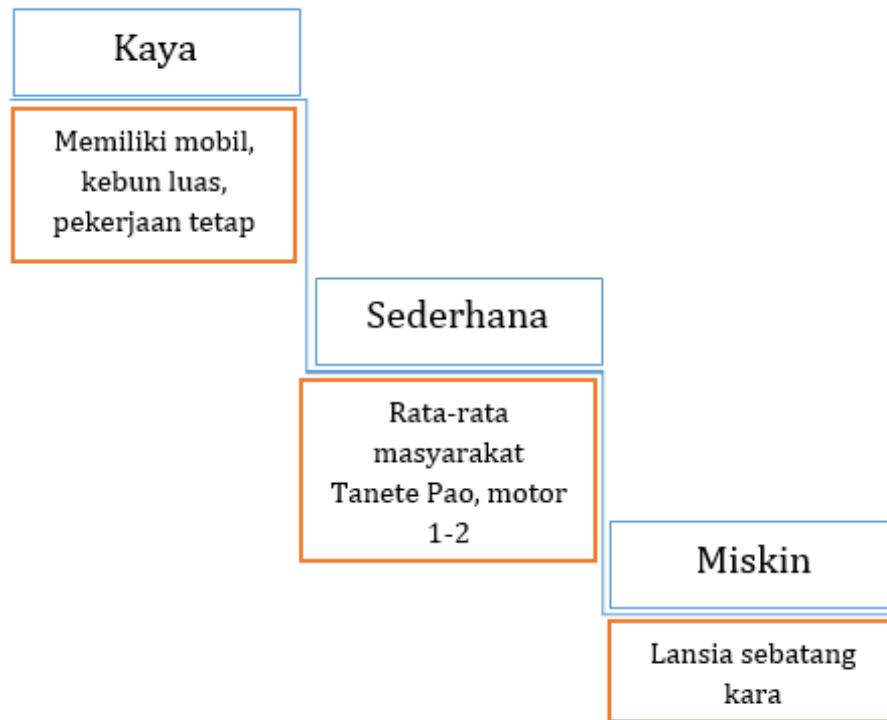 Kaya
Memiliki mobil,
kebun luas,
pekerjaan tetap
Sederhana
Rata-rata
masyarakat
Tanete Pao, motor
1-2
Miskin
Lansia sebatang
kara